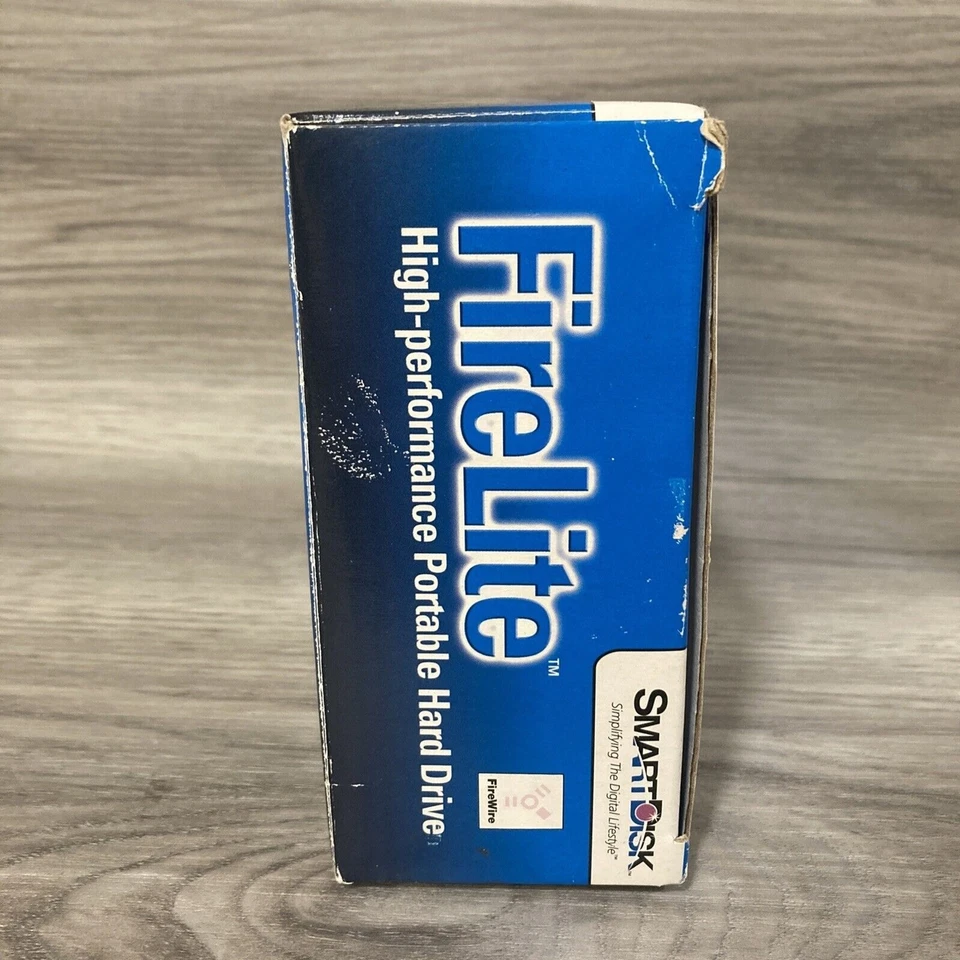 FireLite™
High-performance Portable Hard Drive
FireWire
SMARTDISK
Simplifying The Digital Lifestyle™